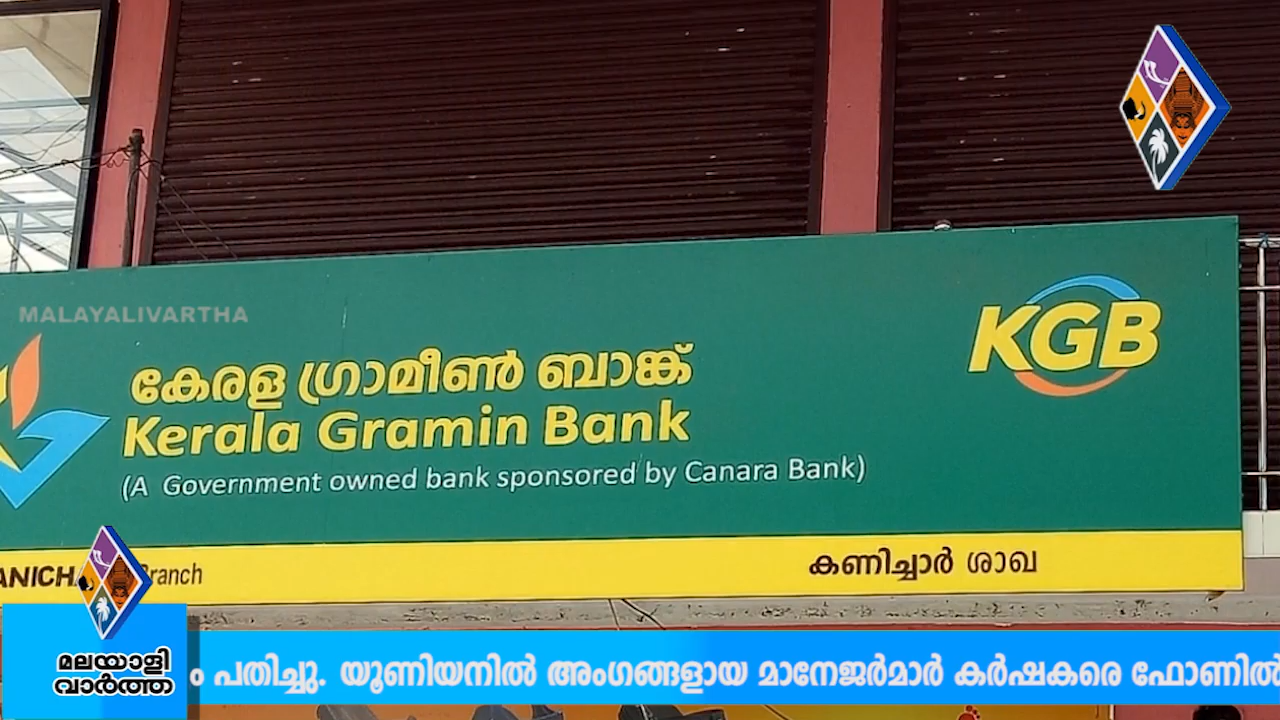 MALAYALIVARTHA
KGB
കേരള ഗ്രാമീൺ ബാങ്ക്
Kerala Gramin Bank
(A Government owned bank sponsored by Canara Bank)
Branch
കണിച്ചാർ ശാഖ
മലയാളി
വാർത്ത
പതിച്ചു. യൂണിയനിൽ അംഗങ്ങളായ മാനേജർമാർ കർഷകരെ ഫോണിൽ